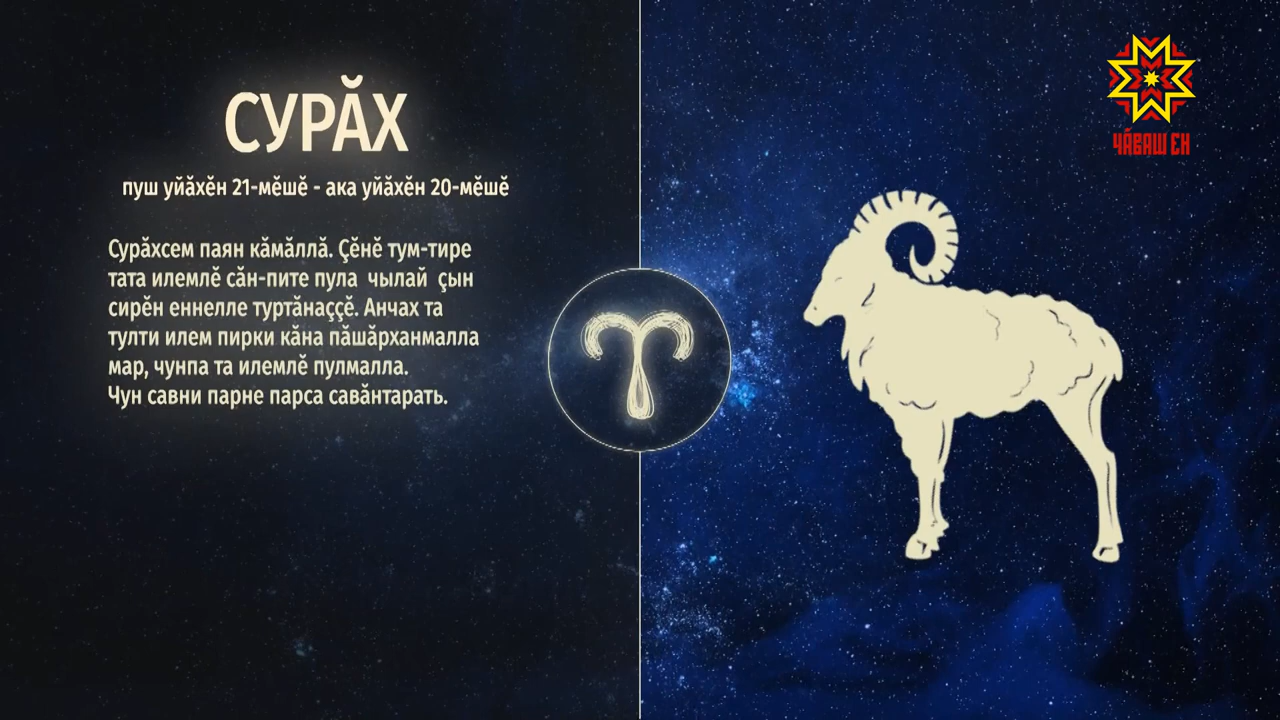 СУРӐХ
пуш уйӑхӗн 21-мӗшӗ - ака уйӑхӗн 20-мӗшӗ
Сурӑхсем паян кӑмӑллӑ. Ҫӗнӗ тум-тире
тата илемлӗ сӑн-пите пула чылай ҫын
сирӗн еннелле туртӑнаҫҫӗ. Анчах та
тулти илем пирки кӑна пӑшӑрханмалла
мар, чунпа та илемлӗ пулмалла.
Чун савни парне парса савӑнтарать.
ЧӐВАШ ЕН